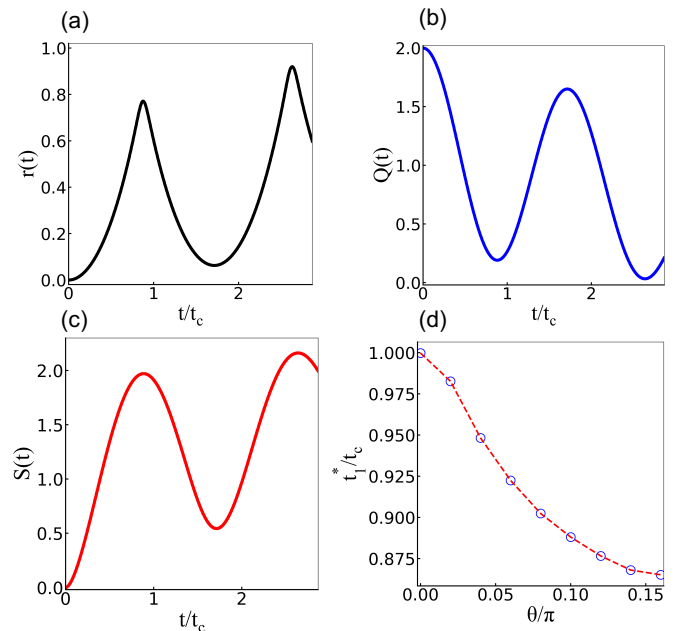 (a)
1.0
0.8
0.6
0.4
0.2
0.0
r(t)
0
1
2
t/t_c
(b)
2.0
1.5
1.0
0.5
0.0
Q(t)
0
1
2
t/t_c
(c)
2.0
1.5
1.0
0.5
0.0
S(t)
0
1
2
t/t_c
(d)
1.000
0.975
0.950
0.925
0.900
0.875
t_1^*/t_c
0.00
0.05
0.10
0.15
θ/π